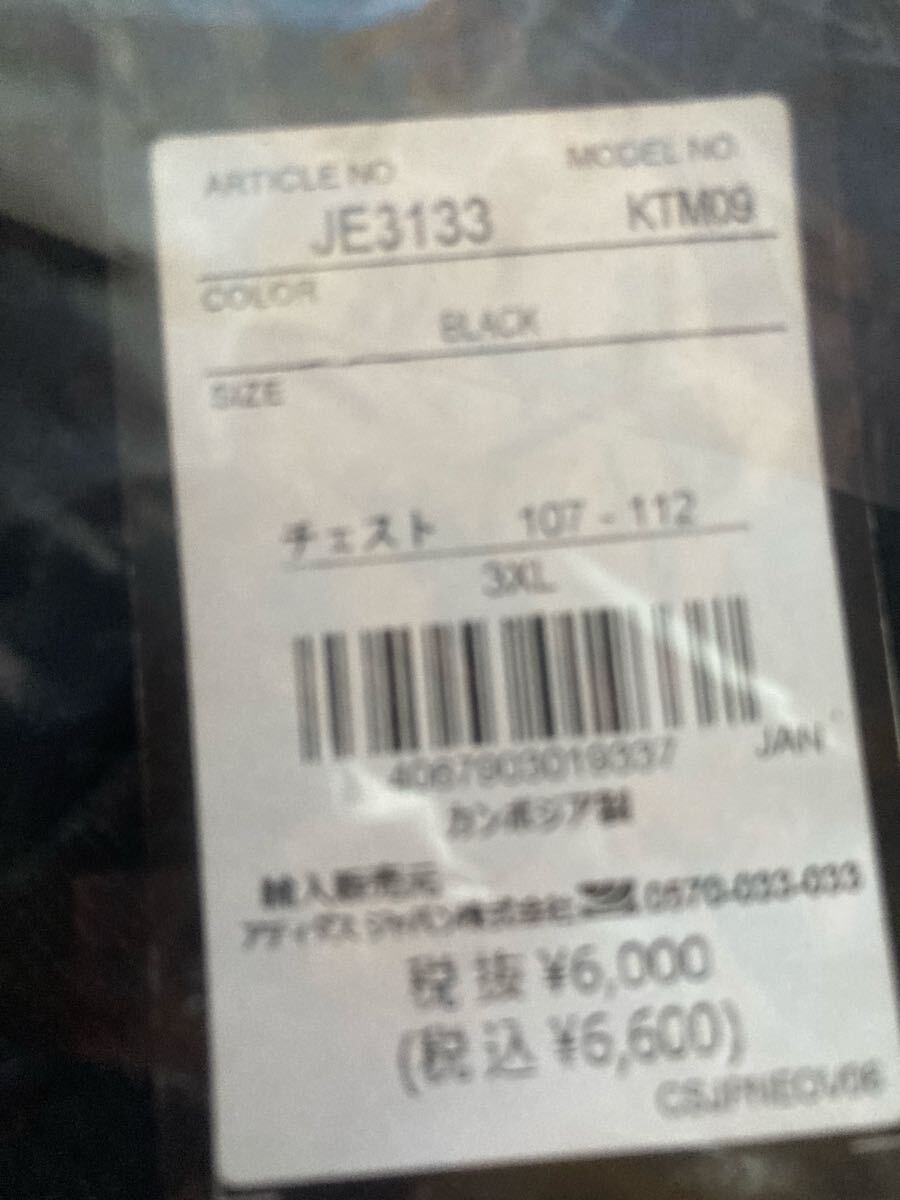 ARTICLE NO MODEL NO
JE3133 KTM09
COLOR
BLACK
SIZE
チェスト 107 - 112
3XL
JAN
4067903019337
カンボジア製
輸入販売元
アディダス ジャパン株式会社 0570-033-033
税抜 ¥6,000
(税込 ¥6,600)